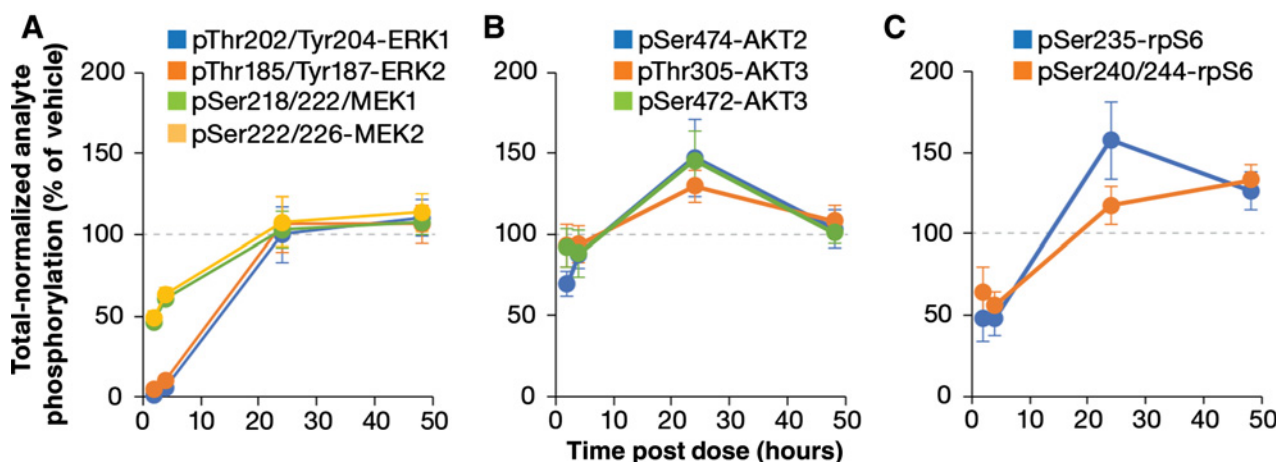 A
pThr202/Tyr204-ERK1
pThr185/Tyr187-ERK2
pSer218/222/MEK1
pSer222/226-MEK2
B
pSer474-AKT2
pThr305-AKT3
pSer472-AKT3
C
pSer235-rpS6
pSer240/244-rpS6
Total-normalized analyte
phosphorylation (% of vehicle)
200
150
100
50
0
0 10 20 30 40 50
200
150
100
50
0
0 10 20 30 40 50
200
150
100
50
0
0 10 20 30 40 50
Time post dose (hours)